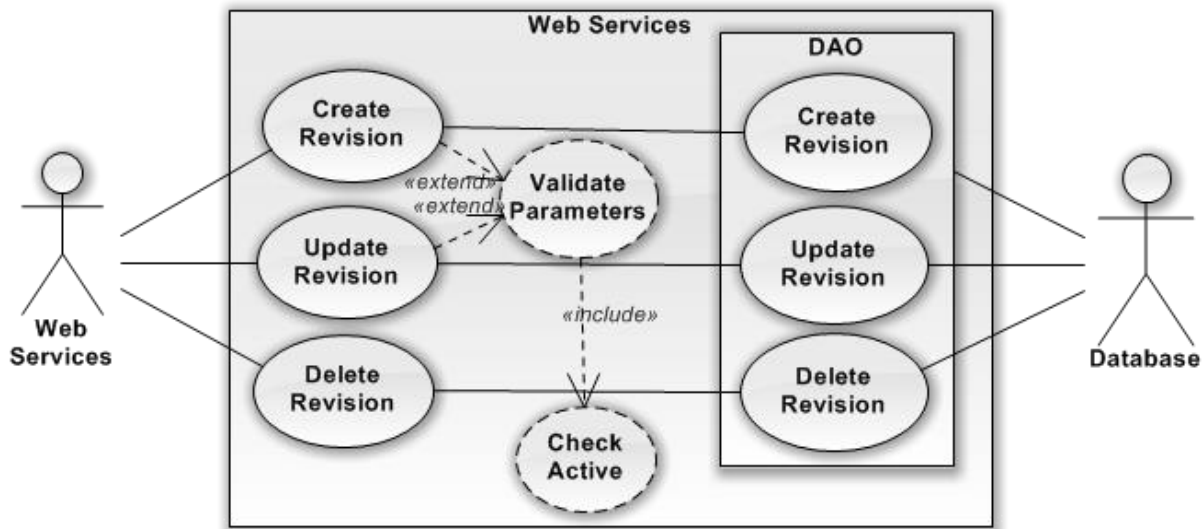 Web Services
DAO
Create
Revision
Create
Revision
«extend»
«extend»
Validate
Parameters
Update
Revision
Update
Revision
«include»
Web
Services
Database
Delete
Revision
Delete
Revision
Check
Active